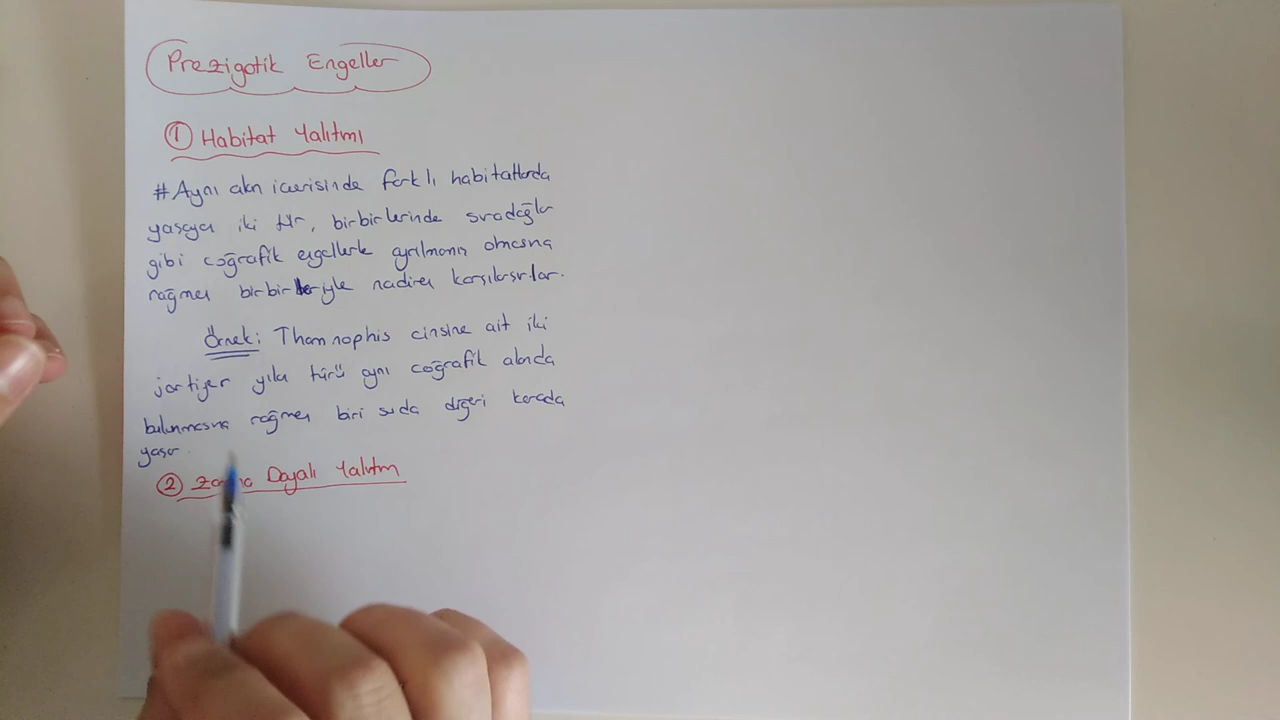 Prezigotik Engeller
① Habitat Yalıtımı
# Aynı alan içerisinde farklı habitatlarda
yaşayan iki tür, birbirlerinde sıradağlar
gibi coğrafik engellerle ayrılmamış olmasına
rağmen birbirleriyle nadiren karşılaşırlar.
Örnek: Thamnophis cinsine ait iki
jartiyer yılan türü aynı coğrafik alanda
bulunmasına rağmen biri suda diğeri karada
yaşar.
② Dayalı Yalıtım